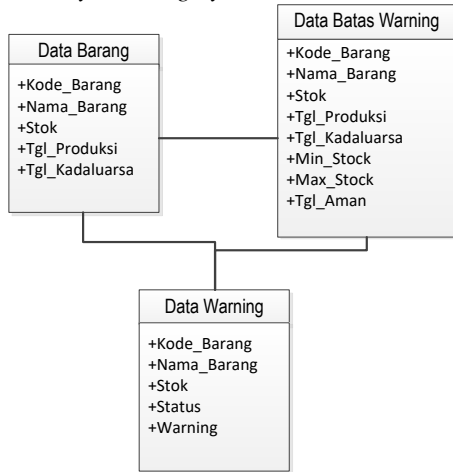 Data Barang
+Kode_Barang
+Nama_Barang
+Stok
+Tgl_Produksi
+Tgl_Kadaluarsa
Data Batas Warning
+Kode_Barang
+Nama_Barang
+Stok
+Tgl_Produksi
+Tgl_Kadaluarsa
+Min_Stock
+Max_Stock
+Tgl_Aman
Data Warning
+Kode_Barang
+Nama_Barang
+Stok
+Status
+Warning